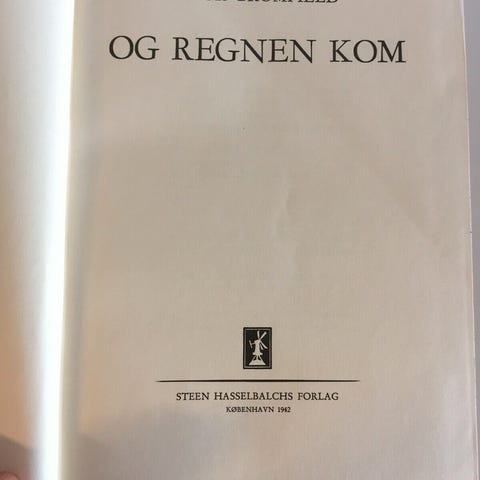 OG REGNEN KOM
STEEN HASSELBALCHS FORLAG
KØBENHAVN 1942